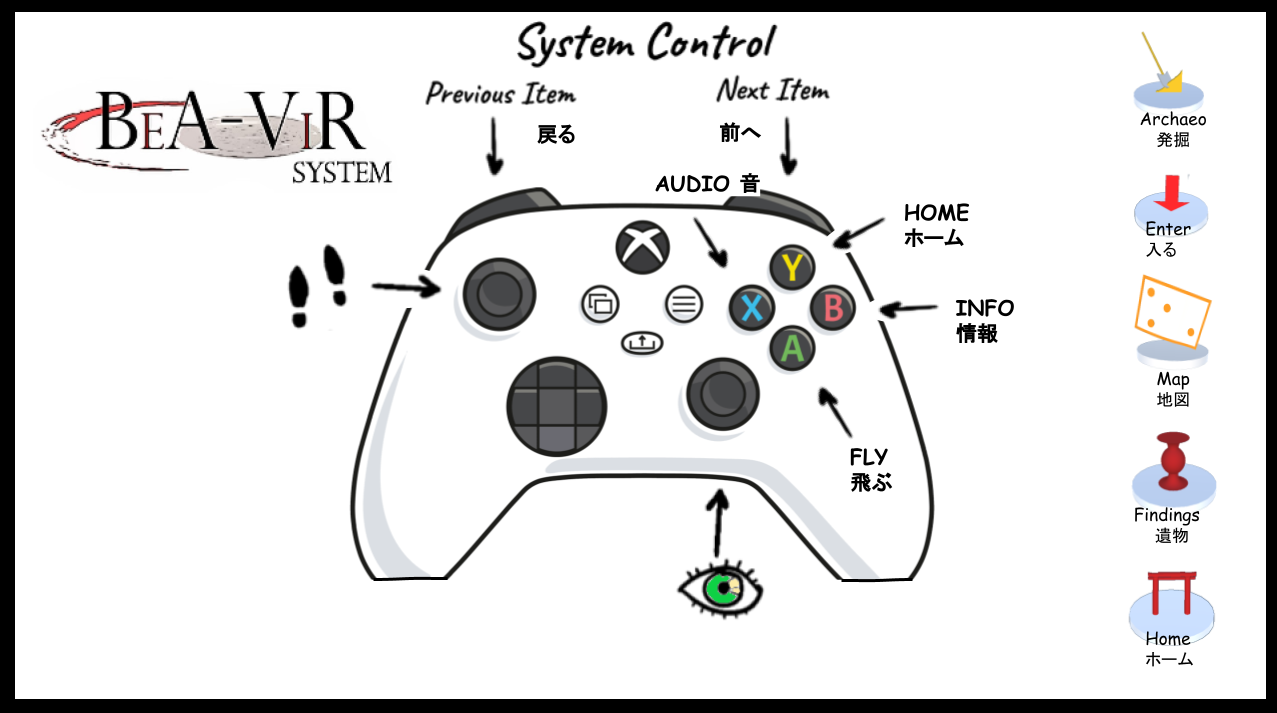 System Control
Previous Item
Next Item
戻る
前へ
BeA-ViR
SYSTEM
AUDIO 音
HOME
ホーム
Y
X
B
A
INFO
情報
FLY
飛ぶ
Archaeo
発掘
Enter
入る
Map
地図
Findings
遺物
Home
ホーム